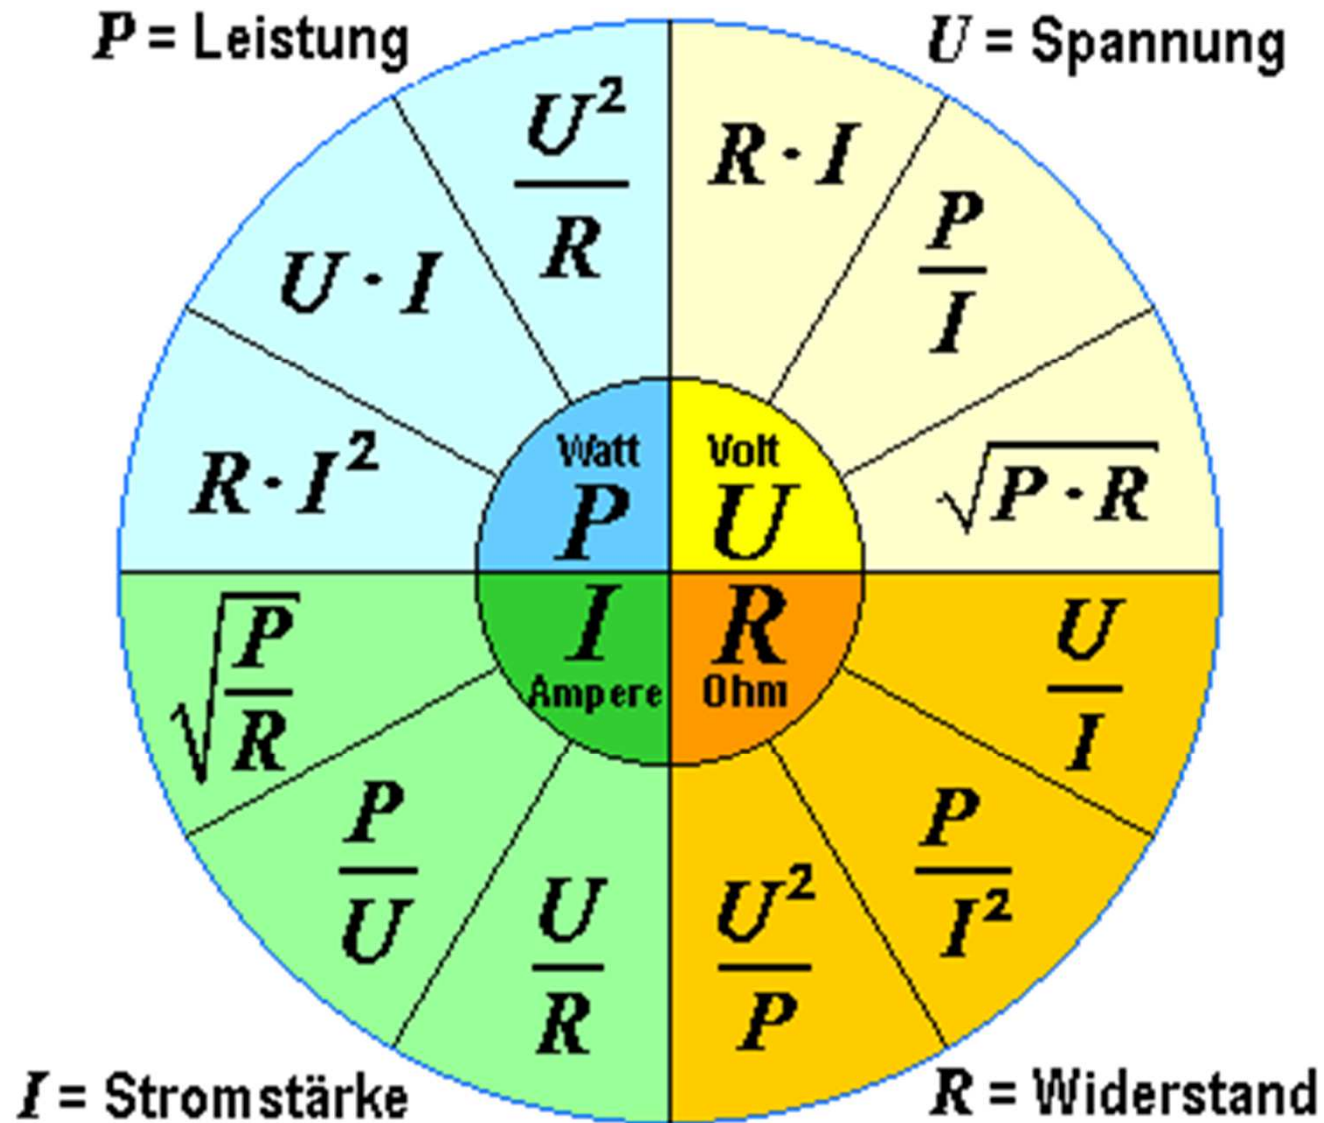 P = Leistung
U = Spannung
U²/R
R · I
U · I
P/I
R · I²
√(P · R)
Watt
P
Volt
U
I
Ampere
R
Ohm
√(P/R)
U/I
P/U
P/I²
U/R
U²/P
I = Stromstärke
R = Widerstand